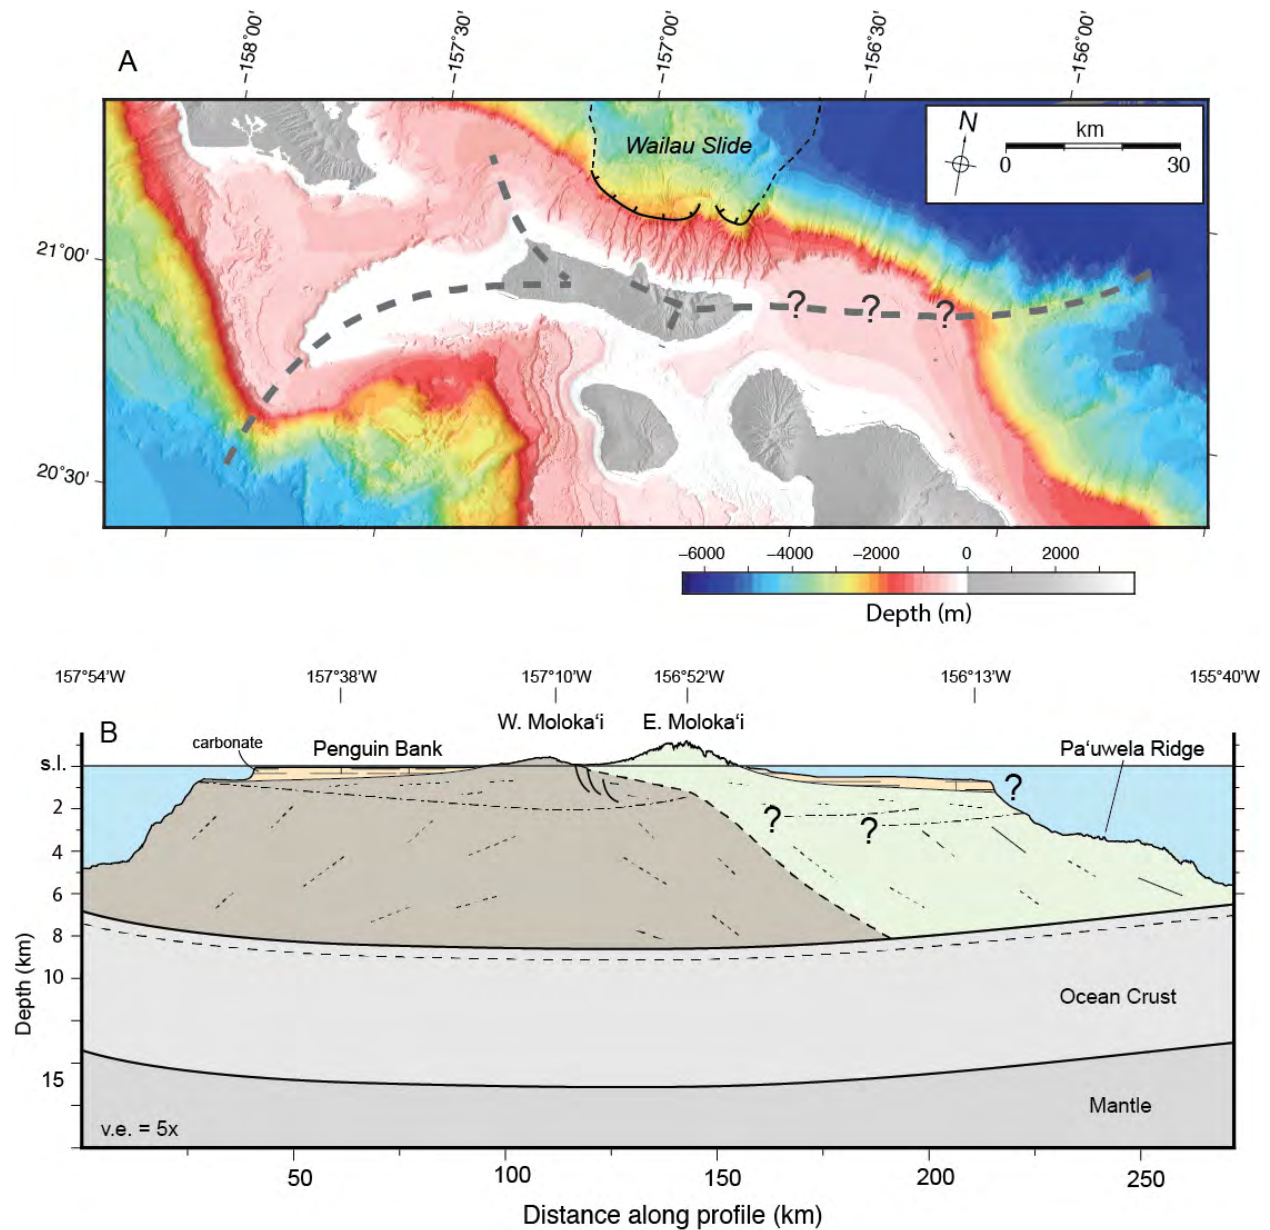 −158°00'
−157°30'
−157°00'
−156°30'
−156°00'
A
Wailau Slide
N
km
0 30
21°00'
? ? ?
20°30'
−6000 −4000 −2000 0 2000
Depth (m)
157°54'W 157°38'W 157°10'W 156°52'W 156°13'W 155°40'W
B
W. Moloka‘i E. Moloka‘i
carbonate Penguin Bank Pa‘uwela Ridge
s.l.
?
2
? ?
4
6
8
10
Ocean Crust
15
Mantle
v.e. = 5x
Depth (km)
50 100 150 200 250
Distance along profile (km)